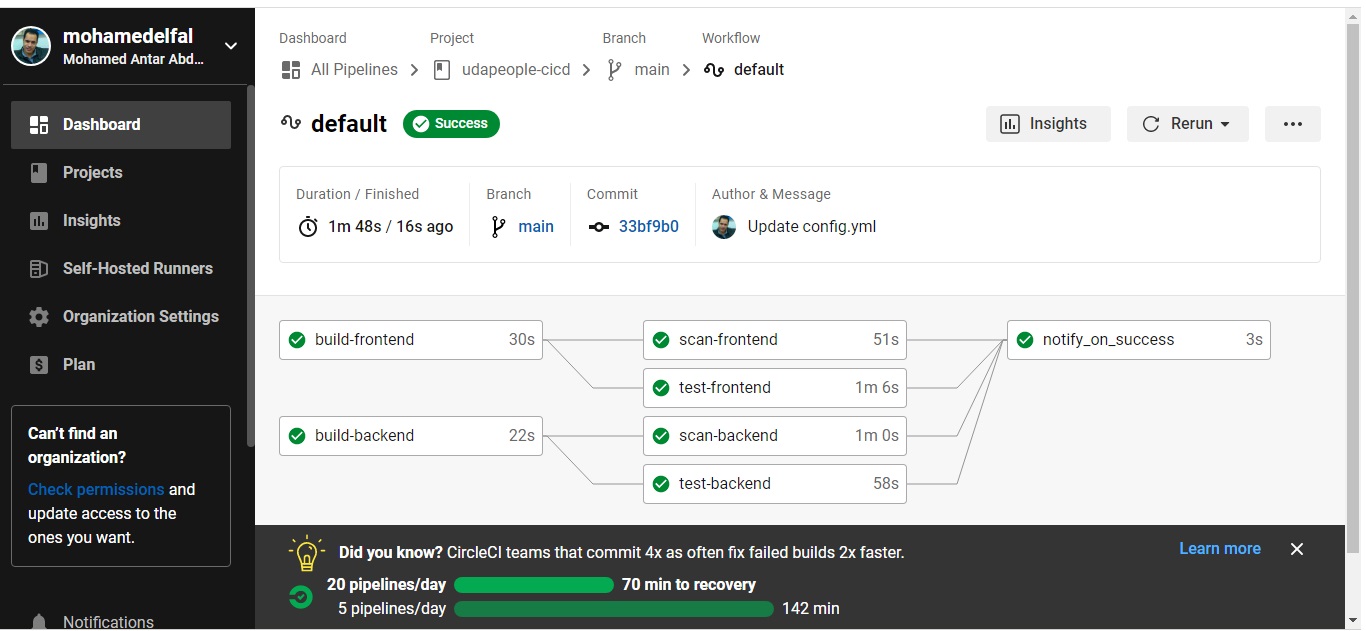 mohamedelfal
Mohamed Antar Abd...
Dashboard
Projects
Insights
Self-Hosted Runners
Organization Settings
Plan
Can't find an
organization?
Check permissions and
update access to the
ones you want.
Notifications
Dashboard Project Branch Workflow
All Pipelines udapeople-cicd main default
default Success Insights Rerun
Duration / Finished Branch Commit Author & Message
1m 48s / 16s ago main 33bf9b0 Update config.yml
build-frontend 30s scan-frontend 51s notify_on_success 3s
test-frontend 1m 6s
build-backend 22s scan-backend 1m 0s
test-backend 58s
Did you know? CircleCI teams that commit 4x as often fix failed builds 2x faster. Learn more
20 pipelines/day 70 min to recovery
5 pipelines/day 142 min